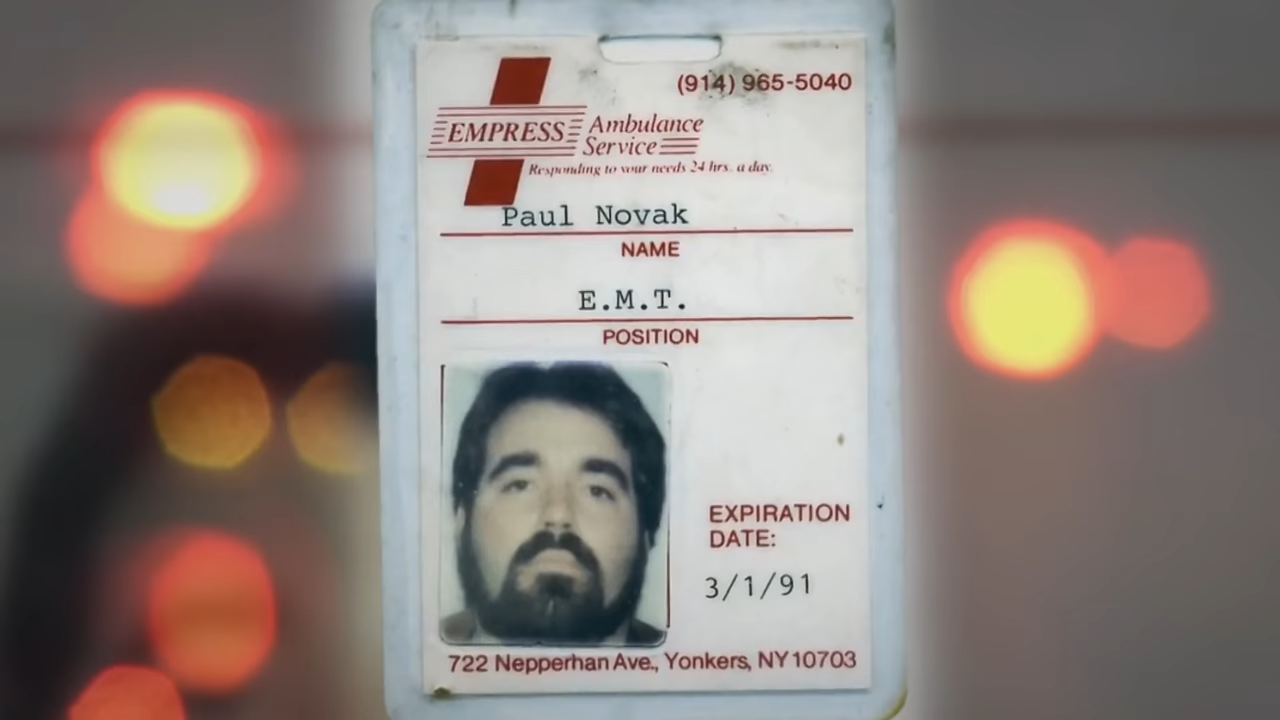 (914) 965-5040
EMPRESS Ambulance
Service
Responding to your needs 24 hrs. a day.
Paul Novak
NAME
E.M.T.
POSITION
EXPIRATION
DATE:
3/1/91
722 Nepperhan Ave., Yonkers, NY 10703